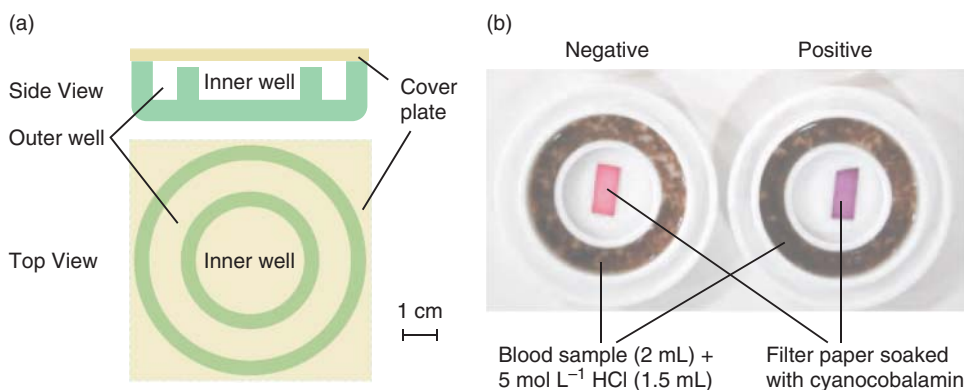 (a)
Side View
Inner well
Cover
plate
Outer well
Top View
Inner well
1 cm
(b)
Negative
Positive
Blood sample (2 mL) +
5 mol L⁻¹ HCl (1.5 mL)
Filter paper soaked
with cyanocobalamin